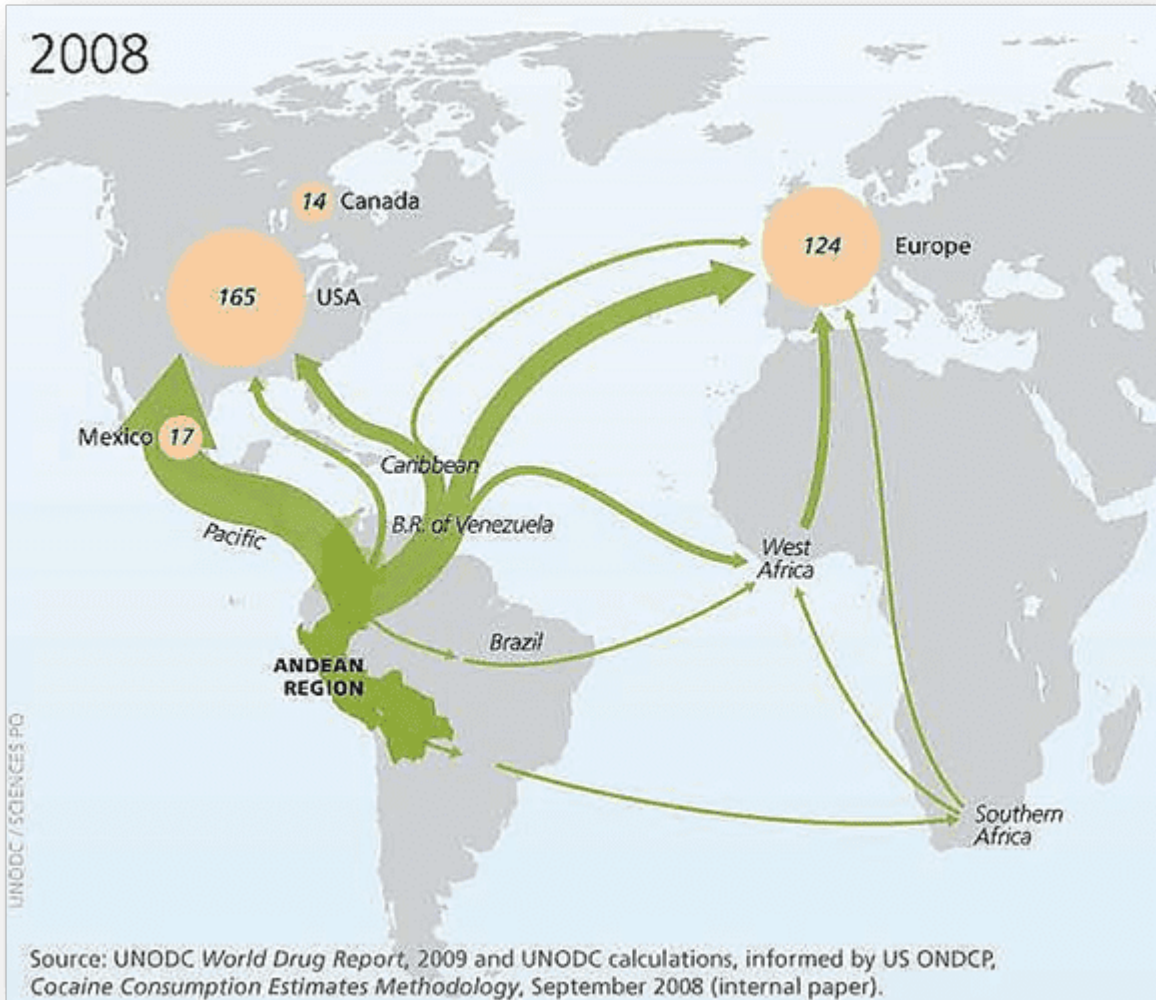 2008
14 Canada
165 USA
124 Europe
Mexico 17
Caribbean
Pacific
B.R. of Venezuela
West
Africa
Brazil
ANDEAN
REGION
Southern
Africa
UNODC / SCIENCES PO
Source: UNODC World Drug Report, 2009 and UNODC calculations, informed by US ONDCP,
Cocaine Consumption Estimates Methodology, September 2008 (internal paper).